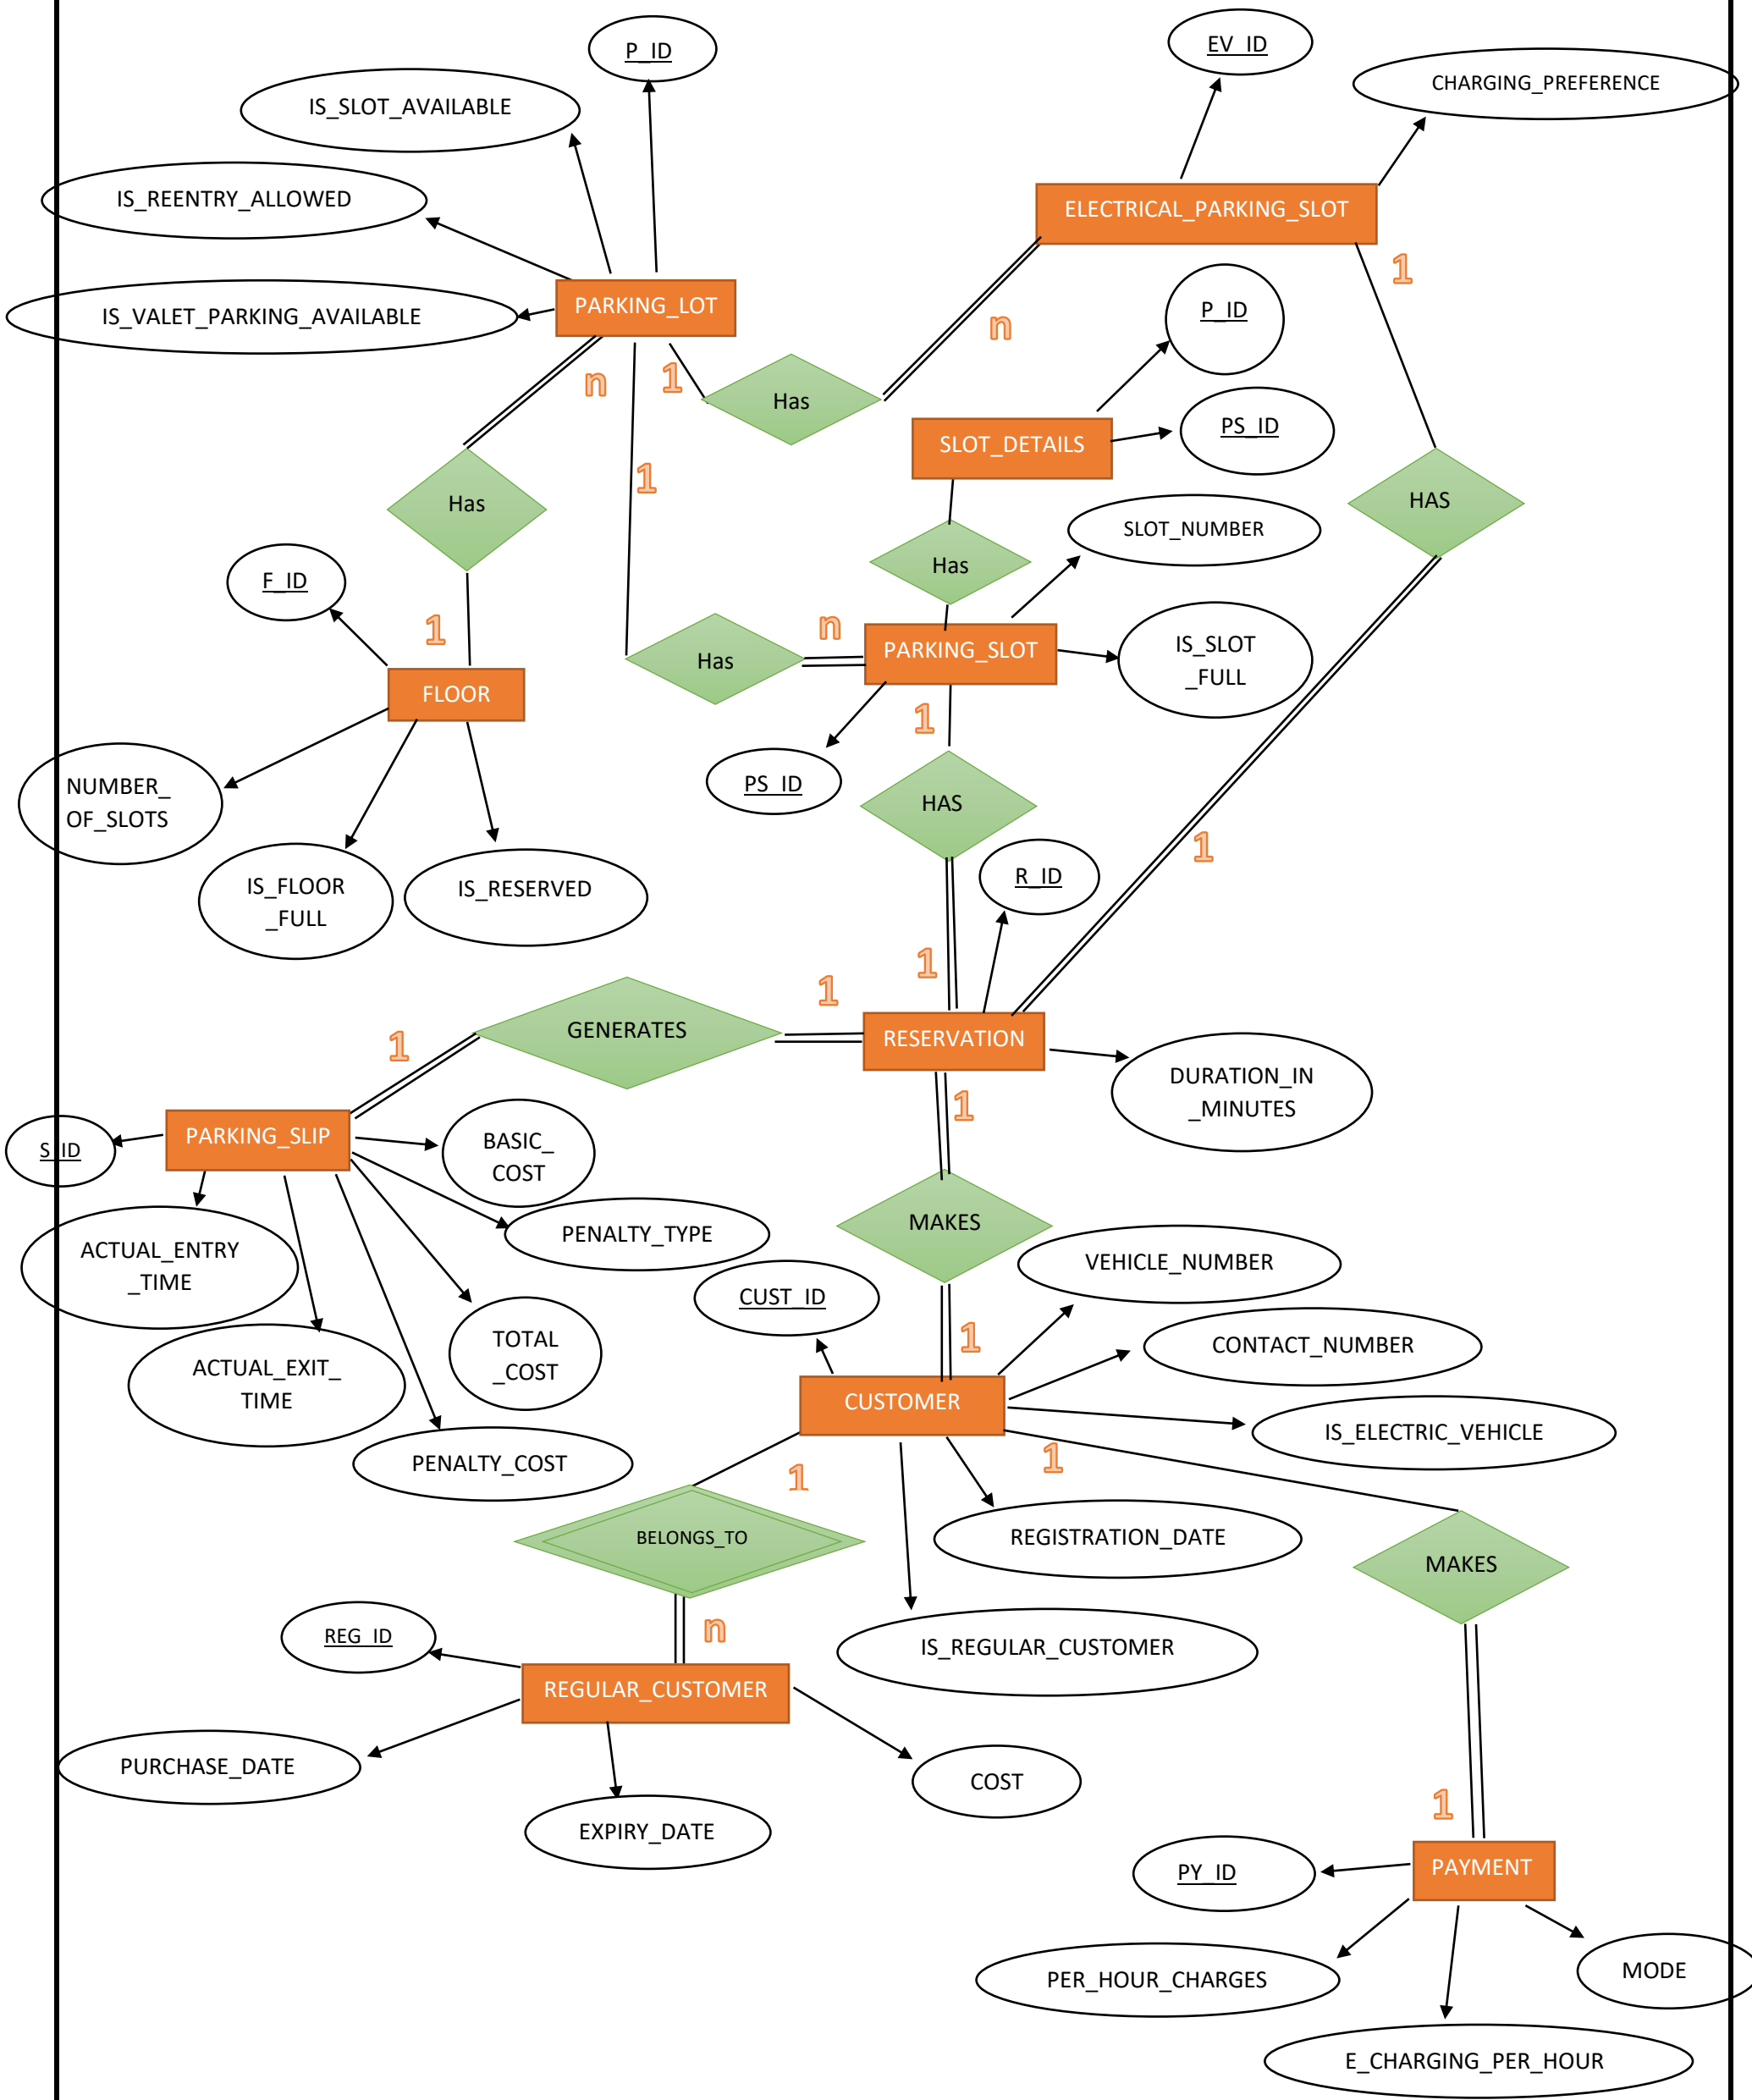 P_ID
EV_ID
CHARGING_PREFERENCE
IS_SLOT_AVAILABLE
IS_REENTRY_ALLOWED
ELECTRICAL_PARKING_SLOT
1
IS_VALET_PARKING_AVAILABLE
PARKING_LOT
P_ID
n
n
1
Has
SLOT_DETAILS
PS_ID
1
Has
HAS
SLOT_NUMBER
Has
F_ID
1
n
Has
PARKING_SLOT
IS_SLOT
_FULL
FLOOR
1
PS_ID
NUMBER_
OF_SLOTS
HAS
1
IS_FLOOR
_FULL
IS_RESERVED
R_ID
1
1
GENERATES
1
RESERVATION
DURATION_IN
_MINUTES
1
S_ID
PARKING_SLIP
BASIC_
COST
MAKES
PENALTY_TYPE
ACTUAL_ENTRY
_TIME
VEHICLE_NUMBER
CUST_ID
TOTAL
_COST
1
CONTACT_NUMBER
ACTUAL_EXIT_
TIME
CUSTOMER
IS_ELECTRIC_VEHICLE
PENALTY_COST
1
1
BELONGS_TO
REGISTRATION_DATE
MAKES
REG_ID
n
IS_REGULAR_CUSTOMER
REGULAR_CUSTOMER
PURCHASE_DATE
COST
EXPIRY_DATE
1
PY_ID
PAYMENT
PER_HOUR_CHARGES
MODE
E_CHARGING_PER_HOUR